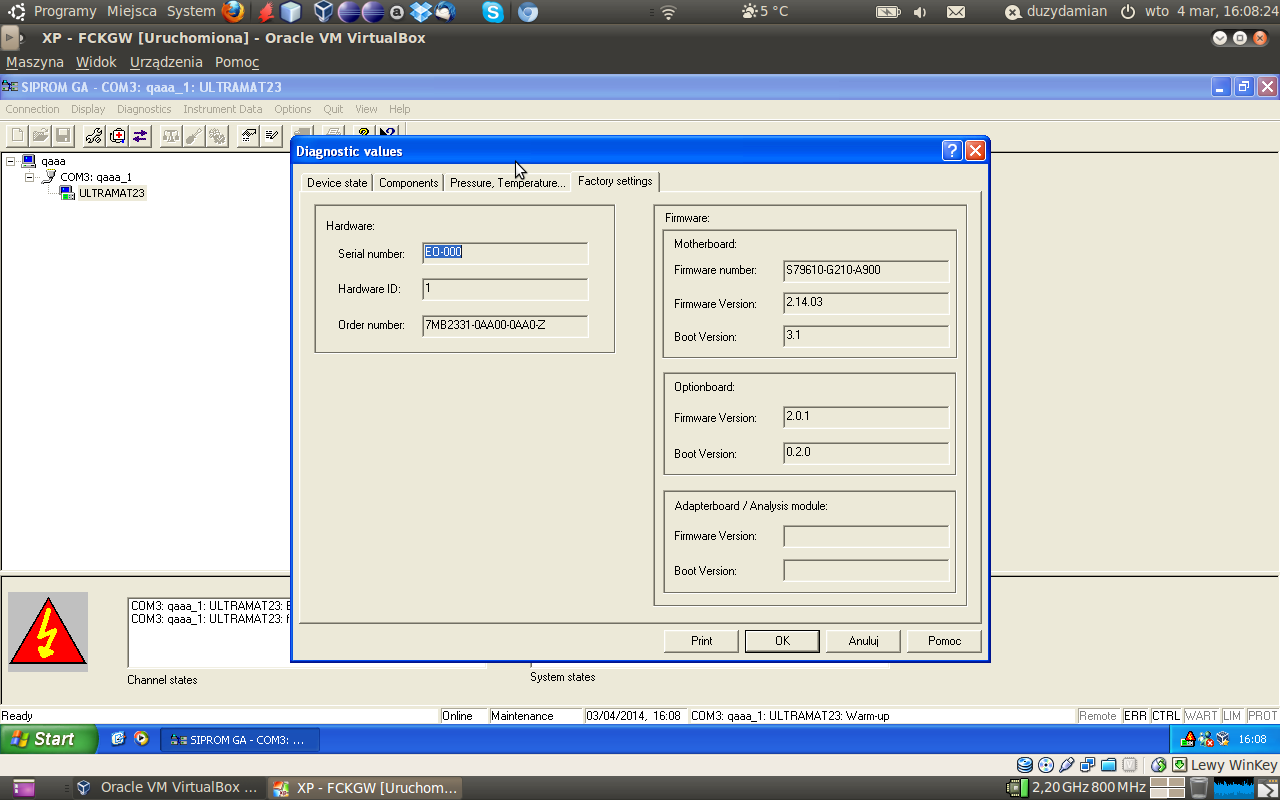 Programy Miejsca System 5 °C duzydamian wto 4 mar, 16:08:24
XP - FCKGW [Uruchomiona] - Oracle VM VirtualBox
Maszyna Widok Urządzenia Pomoc
SIPROM GA - COM3: qaaa_1: ULTRAMAT23
Connection Display Diagnostics Instrument Data Options Quit View Help
qaaa
COM3: qaaa_1
ULTRAMAT23
Diagnostic values
Device state Components Pressure, Temperature... Factory settings
Hardware:
Serial number: EO-000
Hardware ID: 1
Order number: 7MB2331-0AA00-0AA0-Z
Firmware:
Motherboard:
Firmware number: S79610-G210-A900
Firmware Version: 2.14.03
Boot Version: 3.1
Optionboard:
Firmware Version: 2.0.1
Boot Version: 0.2.0
Adapterboard / Analysis module:
Firmware Version:
Boot Version:
Print OK Anuluj Pomoc
COM3: qaaa_1: ULTRAMAT23:
COM3: qaaa_1: ULTRAMAT23:
Channel states
System states
Ready Online Maintenance 03/04/2014, 16:08 COM3: qaaa_1: ULTRAMAT23: Warm-up Remote ERR CTRL WART LIM PROT
Start SIPROM GA - COM3: ... 16:08
Lewy WinKey
Oracle VM VirtualBox ... XP - FCKGW [Uruchom... 2,20 GHz 800 MHz